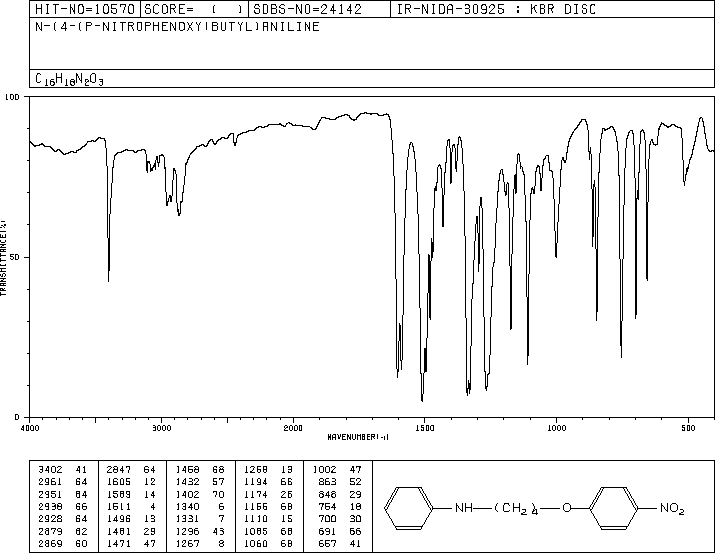 HIT-NO=10570 SCORE= ( ) SDBS-NO=24142 IR-NIDA-30925 : KBR DISC
N-(4-(P-NITROPHENOXY)BUTYL)ANILINE
C16H18N2O3
100
50
0
TRANSMITTANCE(%)
4000 3000 2000 1500 1000 500
WAVENUMBER(-1)
3402 41 2847 64 1468 68 1258 13 1002 47
2961 64 1605 12 1432 57 1194 66 863 52
2951 64 1589 14 1402 70 1174 26 848 29
2938 66 1511 4 1340 6 1156 68 754 18
2928 64 1496 13 1331 7 1110 15 700 30
2879 62 1481 29 1296 43 1085 68 691 66
2869 60 1471 47 1267 8 1060 68 657 41
NH—(CH2)4—O NO2